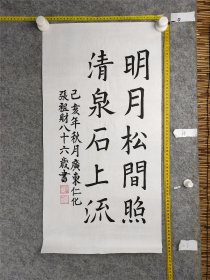 明月松間照
清泉石上流
己亥年秋月廣東仁化
張祖財八十六歲書